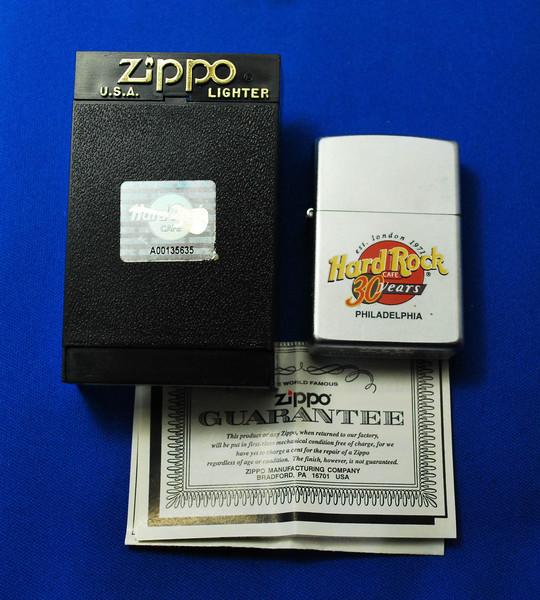 zippo®
U.S.A. LIGHTER
Hard Rock
CAFE
A00135635
est. london 1971
Hard Rock®
CAFE
30 years
PHILADELPHIA
WORLD FAMOUS
zippo
GUARANTEE
This product or any Zippo, when returned to our factory,
will be put in first-class mechanical condition free of charge, for we
have yet to charge a cent for the repair of a Zippo
regardless of age or condition. The finish, however, is not guaranteed.
ZIPPO MANUFACTURING COMPANY
BRADFORD, PA 16701 USA